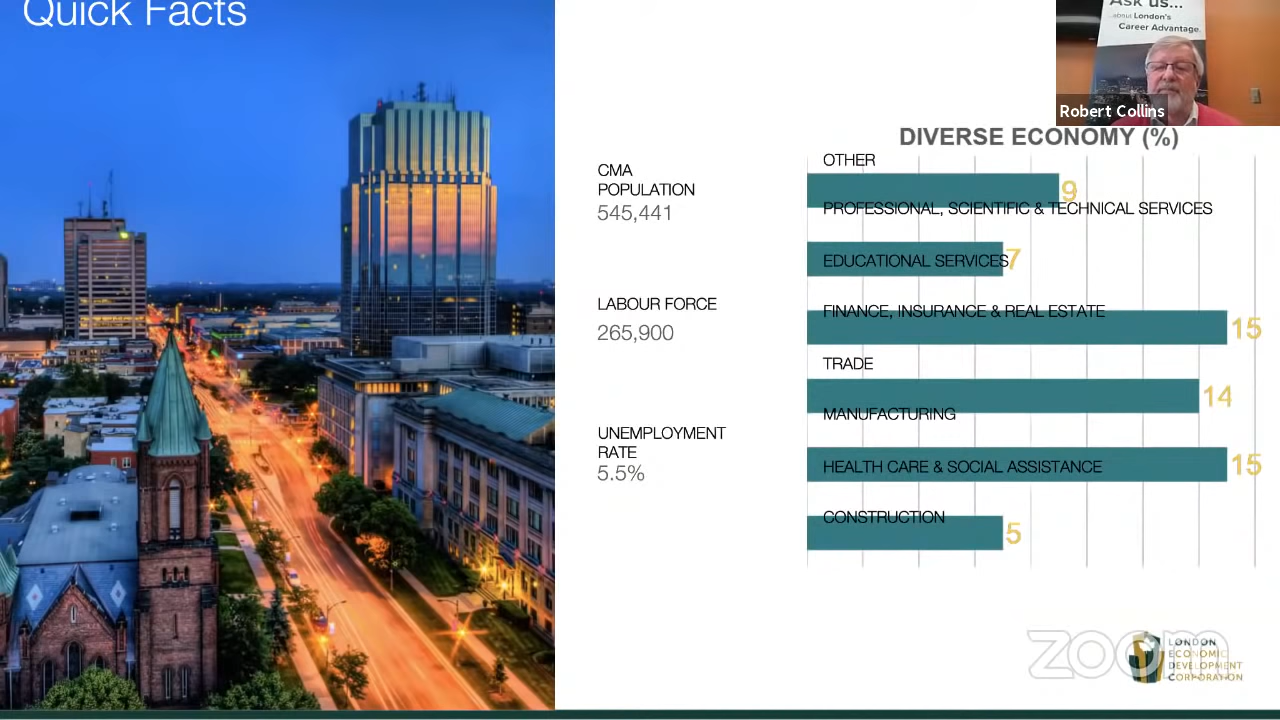 Quick Facts
Ask us...
...about London's
Career Advantage.
Robert Collins
DIVERSE ECONOMY (%)
CMA
POPULATION
545,441
LABOUR FORCE
265,900
UNEMPLOYMENT
RATE
5.5%
OTHER
9
PROFESSIONAL, SCIENTIFIC & TECHNICAL SERVICES
EDUCATIONAL SERVICES
7
FINANCE, INSURANCE & REAL ESTATE
15
TRADE
14
MANUFACTURING
HEALTH CARE & SOCIAL ASSISTANCE
15
CONSTRUCTION
5
zoom
LONDON
ECONOMIC
DEVELOPMENT
CORPORATION